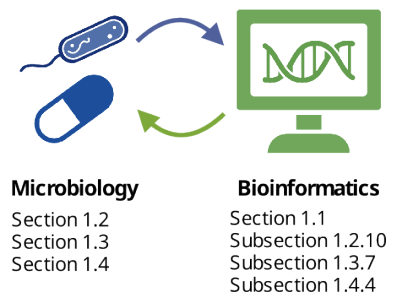 Microbiology
Section 1.2
Section 1.3
Section 1.4
Bioinformatics
Section 1.1
Subsection 1.2.10
Subsection 1.3.7
Subsection 1.4.4